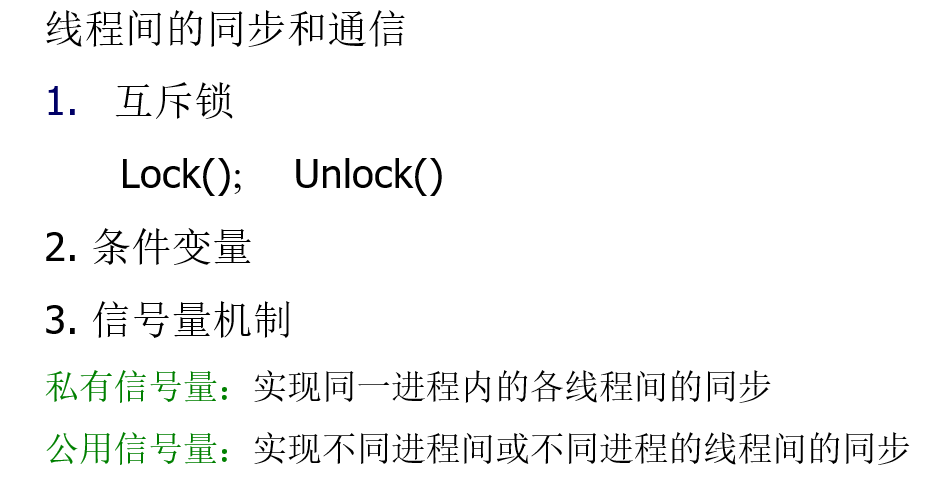 线程间的同步和通信
1. 互斥锁
Lock(); Unlock()
2. 条件变量
3. 信号量机制
私有信号量：实现同一进程内的各线程间的同步
公用信号量：实现不同进程间或不同进程的线程间的同步